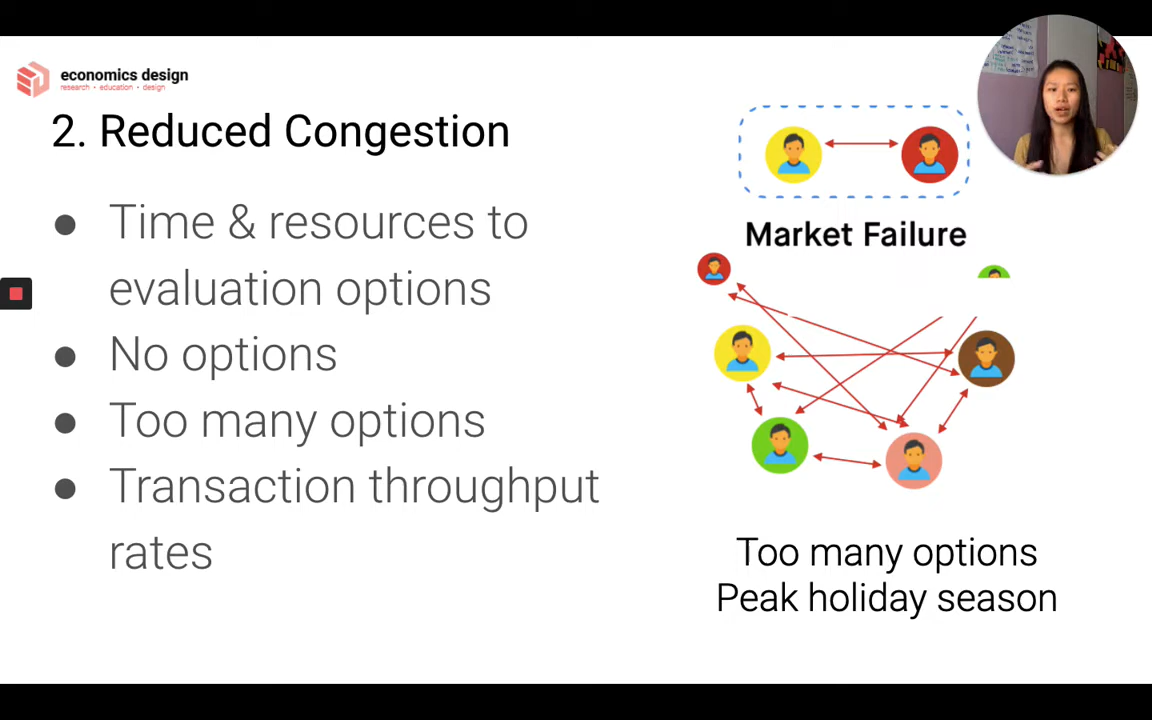 economics design
research • education • design
2. Reduced Congestion
● Time & resources to
evaluation options
● No options
● Too many options
● Transaction throughput
rates
Market Failure
Too many options
Peak holiday season